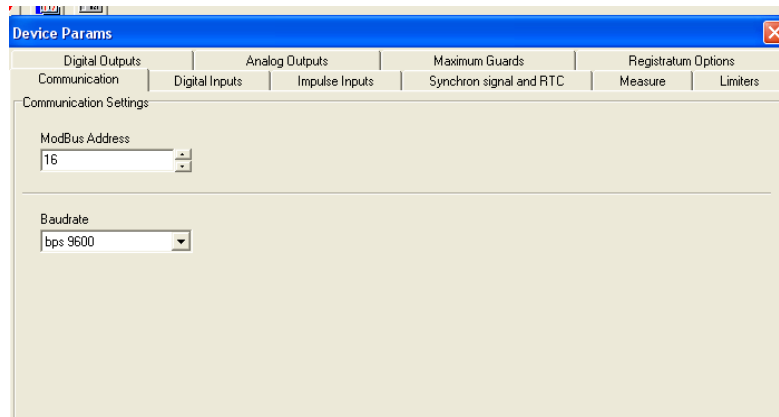 Device Params
Digital Outputs Analog Outputs Maximum Guards Registratum Options
Communication Digital Inputs Impulse Inputs Synchron signal and RTC Measure Limiters
Communication Settings
ModBus Address
16
Baudrate
bps 9600